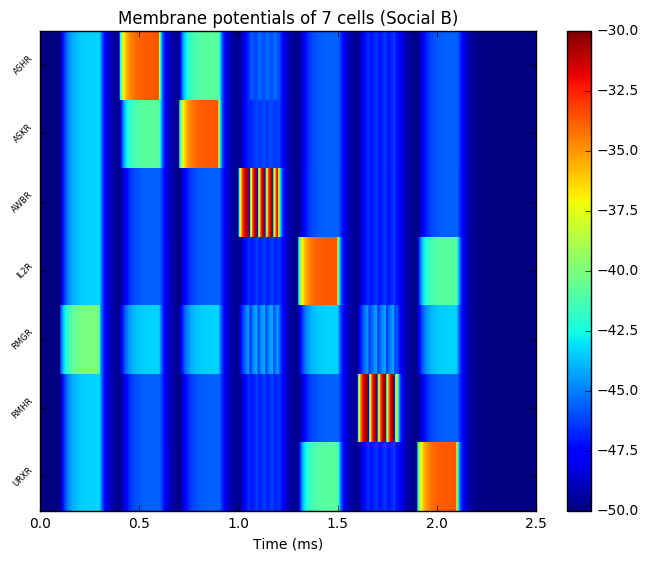 Membrane potentials of 7 cells (Social B)
ASHR
ASKR
AWBR
IL2R
RMGR
RMHR
URXR
0.0 0.5 1.0 1.5 2.0 2.5
Time (ms)
−30.0
−32.5
−35.0
−37.5
−40.0
−42.5
−45.0
−47.5
−50.0